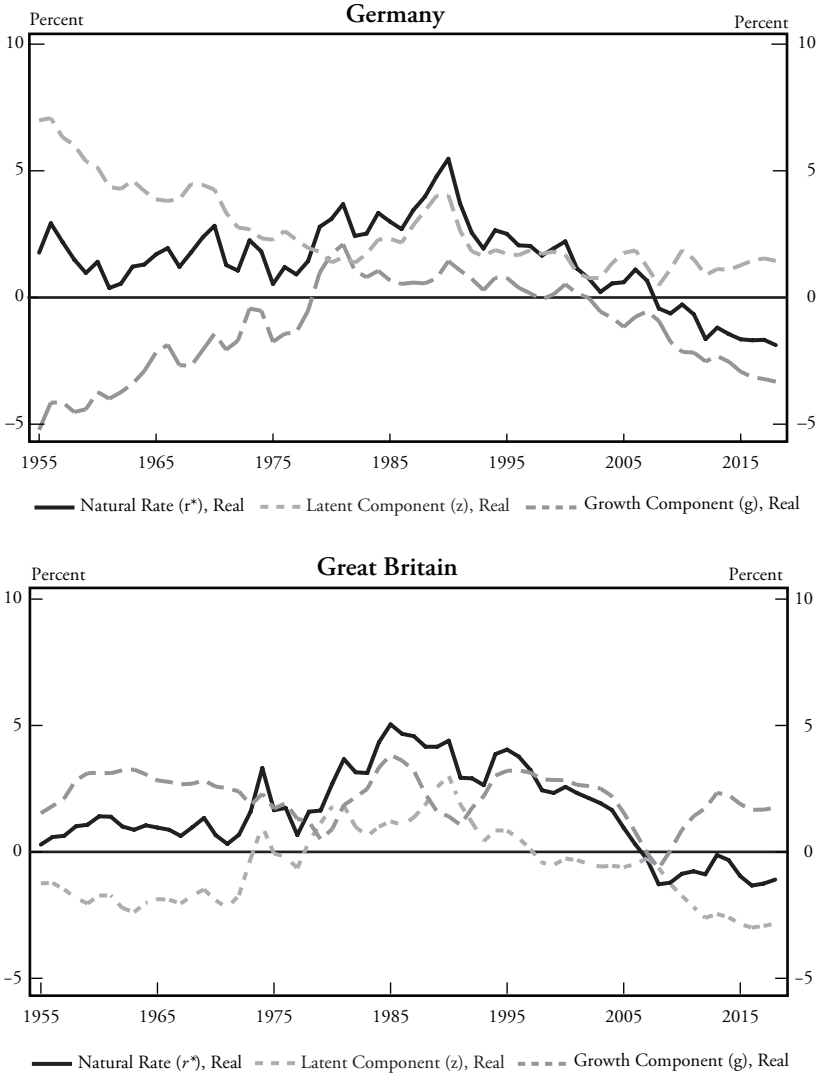 Germany
Percent Percent
10 10
5 5
0 0
–5 –5
1955 1965 1975 1985 1995 2005 2015
Natural Rate (r*), Real Latent Component (z), Real Growth Component (g), Real
Great Britain
Percent Percent
10 10
5 5
0 0
–5 –5
1955 1965 1975 1985 1995 2005 2015
Natural Rate (r*), Real Latent Component (z), Real Growth Component (g), Real